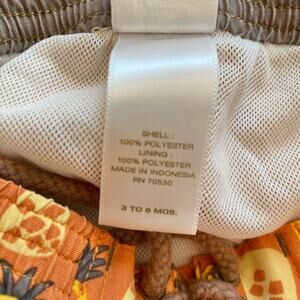 SHELL :
100% POLYESTER
LINING :
100% POLYESTER
MADE IN INDONESIA
RN 70530
3 TO 6 MOS.